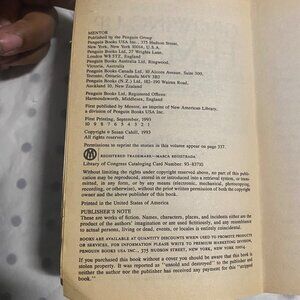 MENTOR
Published by the Penguin Group
Penguin Books USA Inc., 375 Hudson Street,
New York, New York 10014, U.S.A.
Penguin Books Ltd, 27 Wrights Lane,
London W8 5TZ, England
Penguin Books Australia Ltd, Ringwood,
Victoria, Australia
Penguin Books Canada Ltd, 10 Alcorn Avenue, Suite 300,
Toronto, Ontario, Canada M4V 3B2
Penguin Books (N.Z.) Ltd, 182-190 Wairau Road,
Auckland 10, New Zealand
Penguin Books Ltd, Registered Offices:
Harmondsworth, Middlesex, England
First published by Mentor, an imprint of New American Library,
a division of Penguin Books USA Inc.
First Printing, September, 1993
10 9 8 7 6 5 4 3 2 1
Copyright © Susan Cahill, 1993
All rights reserved
Permissions to reprint the stories in this volume appear on page 337.
REGISTERED TRADEMARK—MARCA REGISTRADA
Library of Congress Catalog Card Number: 93-83701
Without limiting the rights under copyright reserved above, no part of this
publication may be reproduced, stored in or introduced into a retrieval system, or
transmitted, in any form, or by any means (electronic, mechanical, photocopying,
recording, or otherwise), without the prior written permission of both the copyright
owner and the above publisher of this book.
Printed in the United States of America
PUBLISHER'S NOTE
These are works of fiction. Names, characters, places, and incidents either are the
product of the authors' imagination or are used fictitiously, and any resemblance to
actual persons, living or dead, events, or locales is entirely coincidental.
BOOKS ARE AVAILABLE AT QUANTITY DISCOUNTS WHEN USED TO PROMOTE PRODUCTS
OR SERVICES. FOR INFORMATION PLEASE WRITE TO PREMIUM MARKETING DIVISION,
PENGUIN BOOKS USA INC., 375 HUDSON STREET, NEW YORK, NEW YORK 10014.
If you purchased this book without a cover you should be aware that this book is
stolen property. It was reported as "unsold and destroyed" to the publisher and
neither the author nor the publisher has received any payment for this "stripped
book."